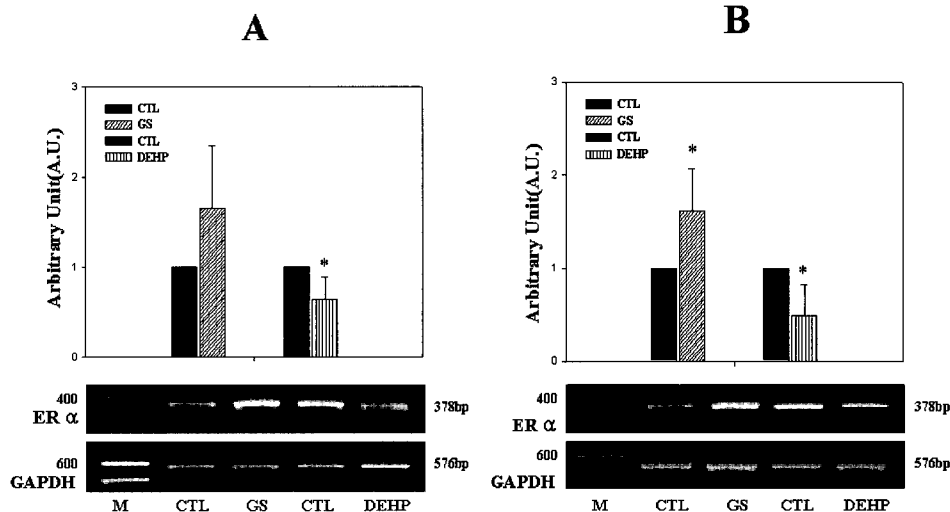 A
3
CTL
GS
CTL
DEHP
2
*
1
0
Arbitrary Unit(A.U.)
400
ER α
378bp
600
GAPDH
576bp
M CTL GS CTL DEHP
B
3
CTL
GS
CTL
DEHP
*
2
*
1
0
Arbitrary Unit(A.U.)
400
ER α
378bp
600
GAPDH
576bp
M CTL GS CTL DEHP